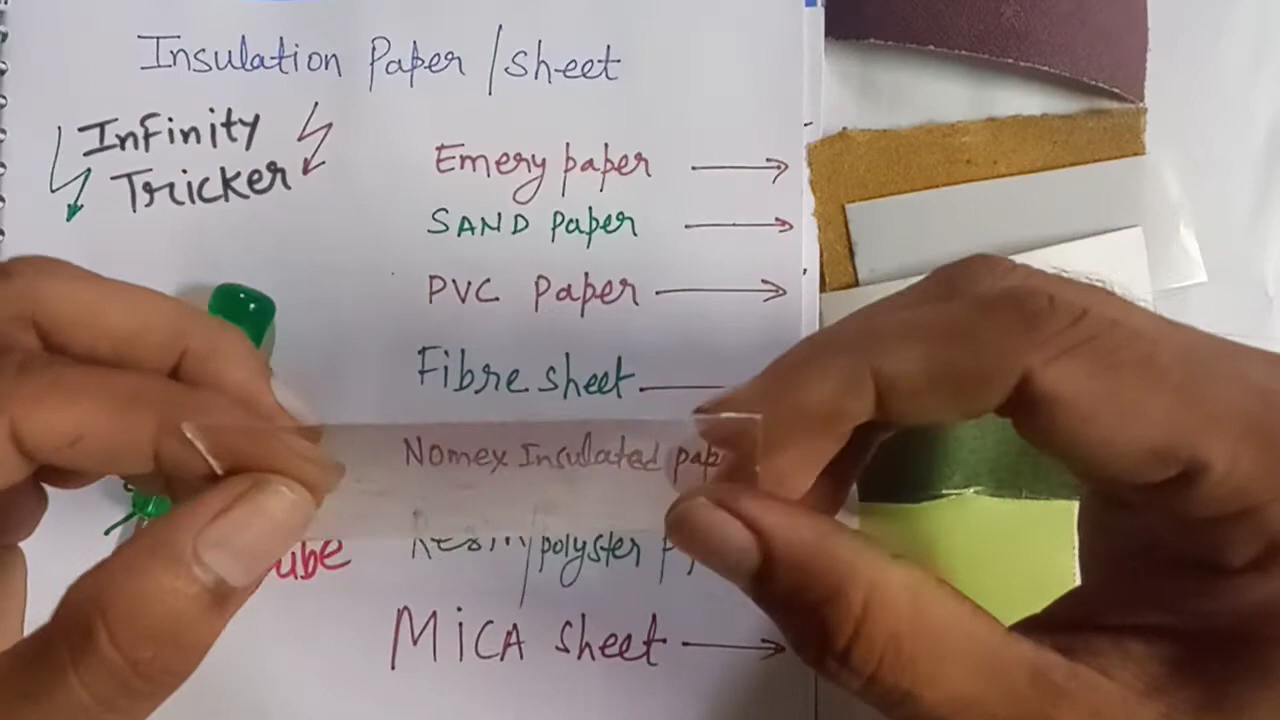 Insulation Paper/sheet
Infinity
Tricker
Emery paper
SAND paper
PVC Paper
Fibre sheet
Nomex Insulated pap
polyster p
ube
MiCA sheet